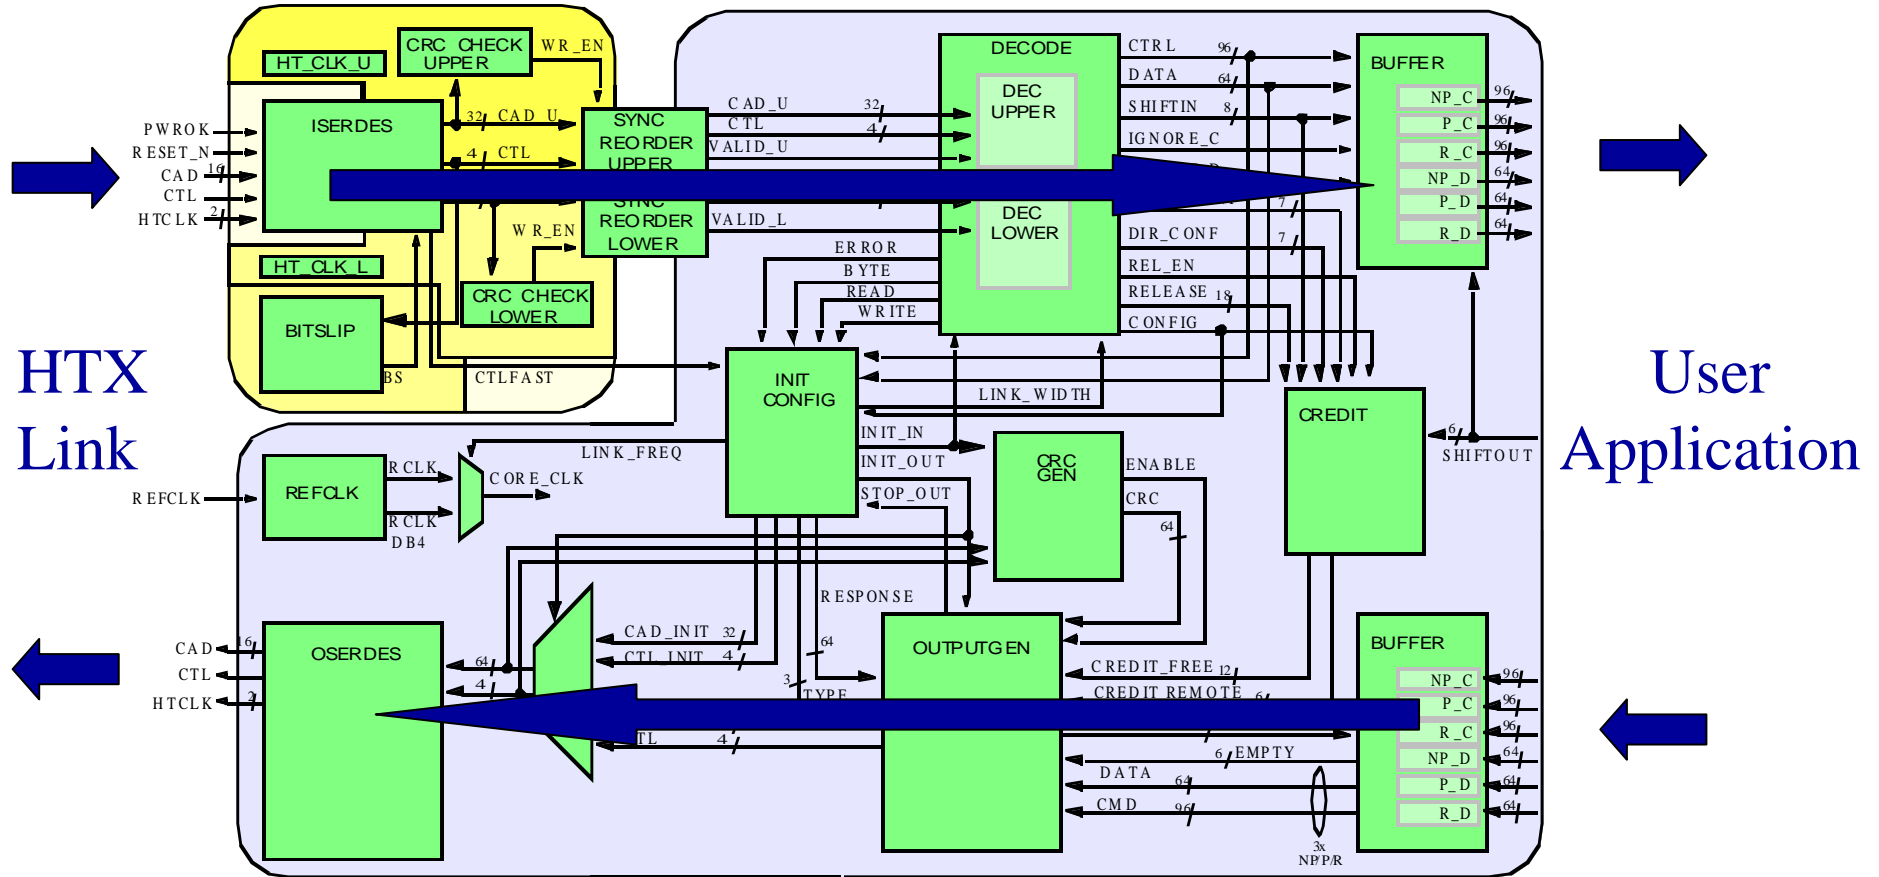 HT_CLK_U
CRC CHECK
UPPER
WR_EN
ISERDES
32
CAD_U
4
CTL
PWROK
RESET_N
CAD
16
CTL
HTCLK
2
SYNC
REORDER
UPPER
SYNC
REORDER
LOWER
WR_EN
HT_CLK_L
CRC CHECK
LOWER
BITSLIP
BS
CTLFAST
CAD_U
32
CTL
4
VALID_U
VALID_L
ERROR
BYTE
READ
WRITE
DECODE
DEC
UPPER
DEC
LOWER
CTRL
96
DATA
64
SHIFTIN
8
IGNORE_C
7
DIR_CONF
7
REL_EN
RELEASE
18
CONFIG
BUFFER
NP_C
96
P_C
96
R_C
96
NP_D
64
P_D
64
R_D
64
HTX
Link
User
Application
INIT
CONFIG
LINK_WIDTH
INIT_IN
INIT_OUT
STOP_OUT
LINK_FREQ
CREDIT
6
SHIFTOUT
CRC
GEN
ENABLE
CRC
64
REFCLK
REFCLK
RCLK
RCLK
DB4
CORE_CLK
RESPONSE
64
3
TYPE
CAD_INIT
32
CTL_INIT
4
OSERDES
64
4
CAD
16
CTL
HTCLK
2
TL
4
OUTPUTGEN
CREDIT_FREE
12
CREDIT_REMOTE
6
6
EMPTY
DATA
64
CMD
96
3x
NP/P/R
BUFFER
NP_C
96
P_C
96
R_C
96
NP_D
64
P_D
64
R_D
64